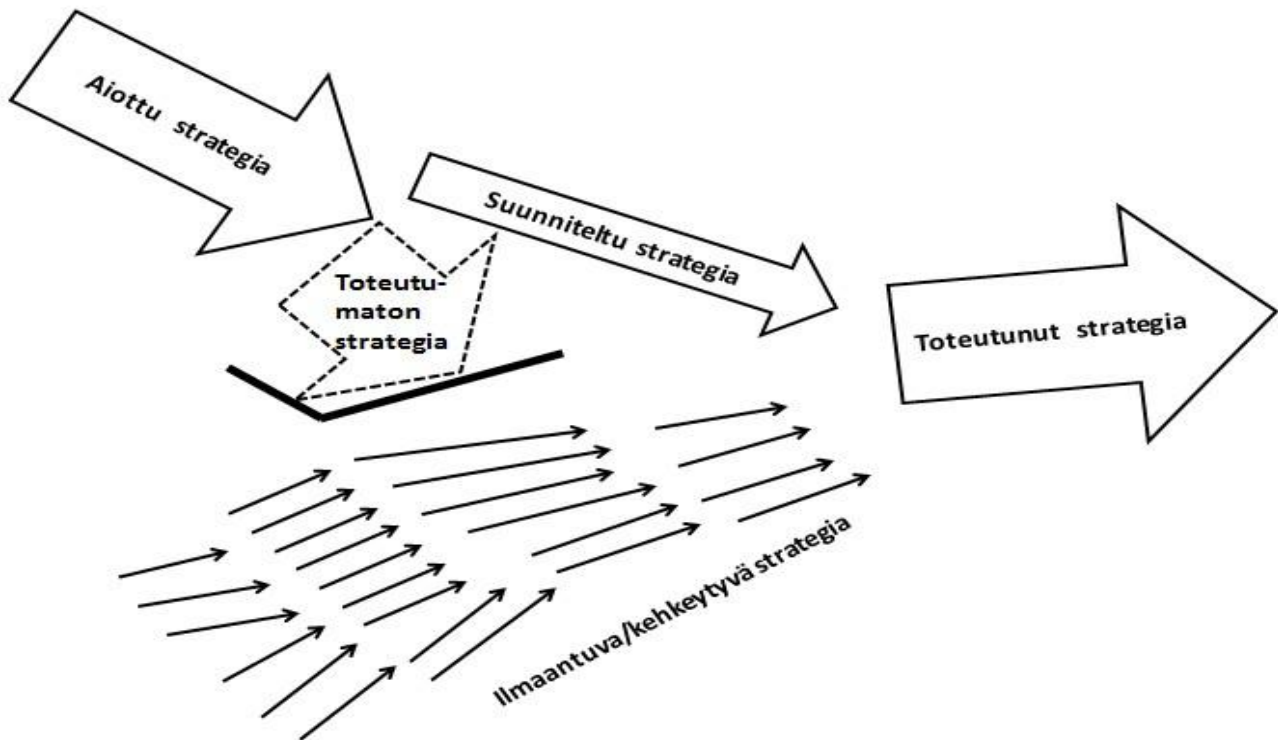 Aiottu strategia
Suunniteltu strategia
Toteutu-
maton
strategia
Toteutunut strategia
Ilmaantuva/kehkeytyvä strategia